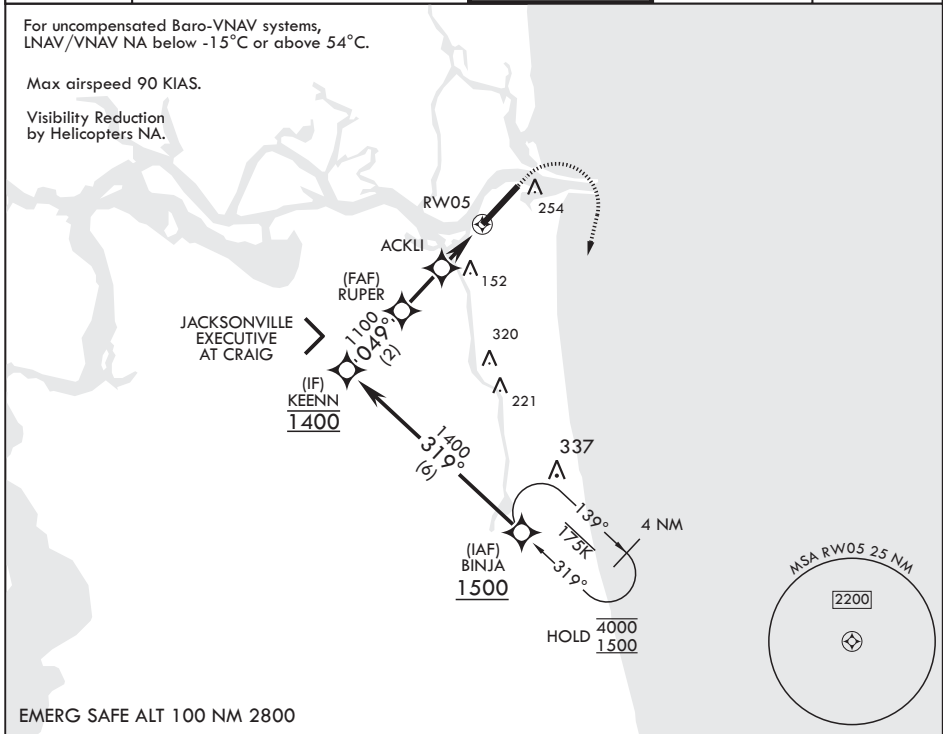 For uncompensated Baro-VNAV systems,
LNAV/VNAV NA below -15°C or above 54°C.
Max airspeed 90 KIAS.
Visibility Reduction
by Helicopters NA.
RW05
254
ACKLI
152
(FAF)
RUPER
JACKSONVILLE
EXECUTIVE
AT CRAIG
1100
049°
(2)
320
221
(IF)
KEENN
1400
1400
319°
(6)
337
139°
4 NM
175K
319°
(IAF)
BINJA
1500
HOLD 4000
1500
MSA RW05 25 NM
2200
EMERG SAFE ALT 100 NM 2800